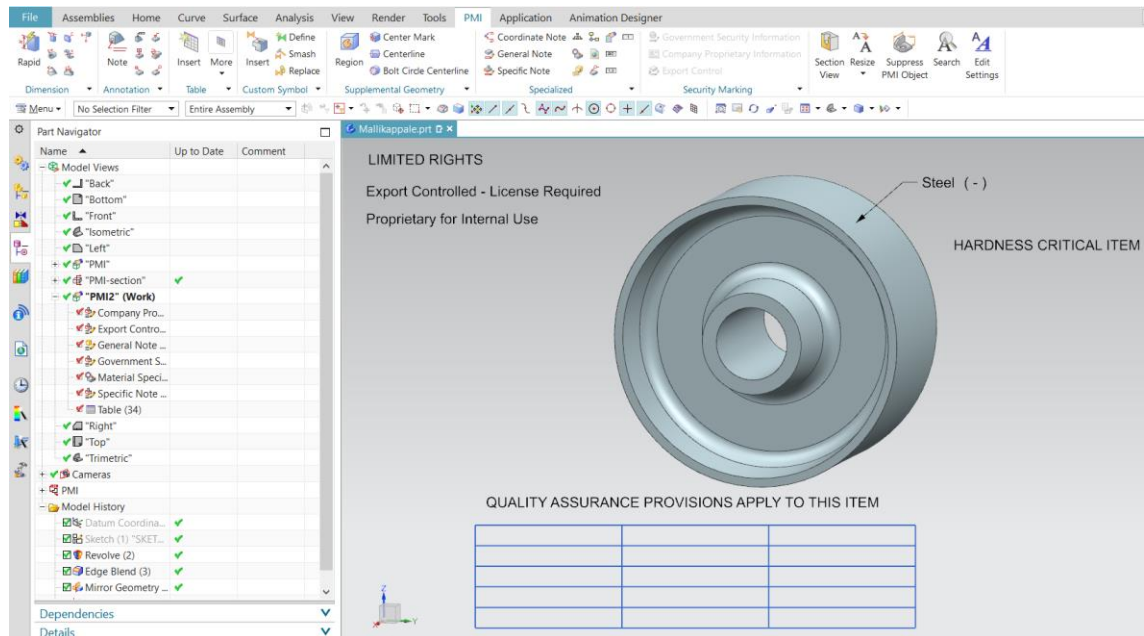 File Assemblies Home Curve Surface Analysis View Render Tools PMI Application Animation Designer
Rapid
Dimension
Note
Annotation
Insert More
Table
Insert
Define
Smash
Replace
Custom Symbol
Region
Center Mark
Centerline
Bolt Circle Centerline
Supplemental Geometry
Coordinate Note
General Note
Specific Note
Specialized
Government Security Information
Company Proprietary Information
Export Control
Security Marking
Section View
Resize
Suppress PMI Object
Search
Edit Settings
Menu No Selection Filter Entire Assembly
Part Navigator
Name Up to Date Comment
Model Views
"Back"
"Bottom"
"Front"
"Isometric"
"Left"
"PMI"
"PMI-section"
"PMI2" (Work)
Company Pro...
Export Contro...
General Note ...
Government S...
Material Speci...
Specific Note ...
Table (34)
"Right"
"Top"
"Trimetric"
Cameras
PMI
Model History
Datum Coordina...
Sketch (1) "SKET...
Revolve (2)
Edge Blend (3)
Mirror Geometry ...
Dependencies
Details
Mallikappale.prt
LIMITED RIGHTS
Export Controlled - License Required
Proprietary for Internal Use
Steel ( - )
HARDNESS CRITICAL ITEM
QUALITY ASSURANCE PROVISIONS APPLY TO THIS ITEM
Z
X Y